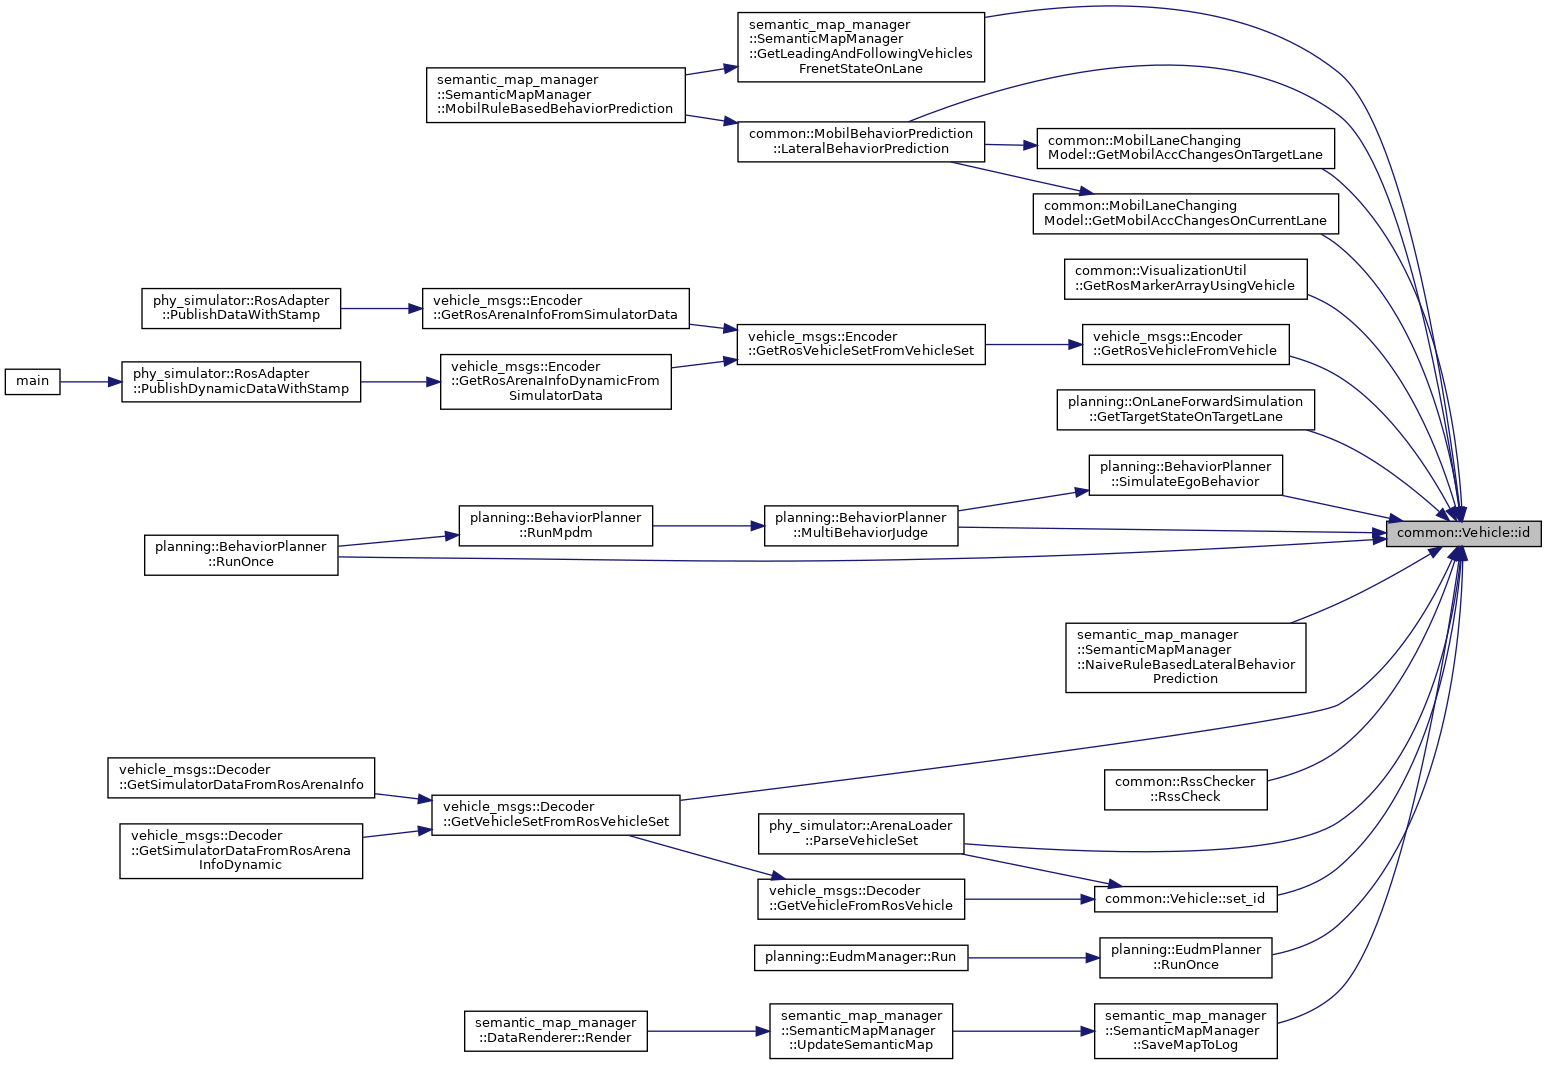 semantic_map_manager
::SemanticMapManager
::GetLeadingAndFollowingVehicles
FrenetStateOnLane
semantic_map_manager
::SemanticMapManager
::MobilRuleBasedBehaviorPrediction
common::MobilBehaviorPrediction
::LateralBehaviorPrediction
common::MobilLaneChanging
Model::GetMobilAccChangesOnTargetLane
common::MobilLaneChanging
Model::GetMobilAccChangesOnCurrentLane
common::VisualizationUtil
::GetRosMarkerArrayUsingVehicle
phy_simulator::RosAdapter
::PublishDataWithStamp
vehicle_msgs::Encoder
::GetRosArenaInfoFromSimulatorData
vehicle_msgs::Encoder
::GetRosVehicleSetFromVehicleSet
vehicle_msgs::Encoder
::GetRosVehicleFromVehicle
main
phy_simulator::RosAdapter
::PublishDynamicDataWithStamp
vehicle_msgs::Encoder
::GetRosArenaInfoDynamicFrom
SimulatorData
planning::OnLaneForwardSimulation
::GetTargetStateOnTargetLane
planning::BehaviorPlanner
::SimulateEgoBehavior
planning::BehaviorPlanner
::RunOnce
planning::BehaviorPlanner
::RunMpdm
planning::BehaviorPlanner
::MultiBehaviorJudge
common::Vehicle::id
semantic_map_manager
::SemanticMapManager
::NaiveRuleBasedLateralBehavior
Prediction
common::RssChecker
::RssCheck
vehicle_msgs::Decoder
::GetSimulatorDataFromRosArenaInfo
vehicle_msgs::Decoder
::GetSimulatorDataFromRosArena
InfoDynamic
vehicle_msgs::Decoder
::GetVehicleSetFromRosVehicleSet
phy_simulator::ArenaLoader
::ParseVehicleSet
vehicle_msgs::Decoder
::GetVehicleFromRosVehicle
common::Vehicle::set_id
planning::EudmManager::Run
planning::EudmPlanner
::RunOnce
semantic_map_manager
::DataRenderer::Render
semantic_map_manager
::SemanticMapManager
::UpdateSemanticMap
semantic_map_manager
::SemanticMapManager
::SaveMapToLog